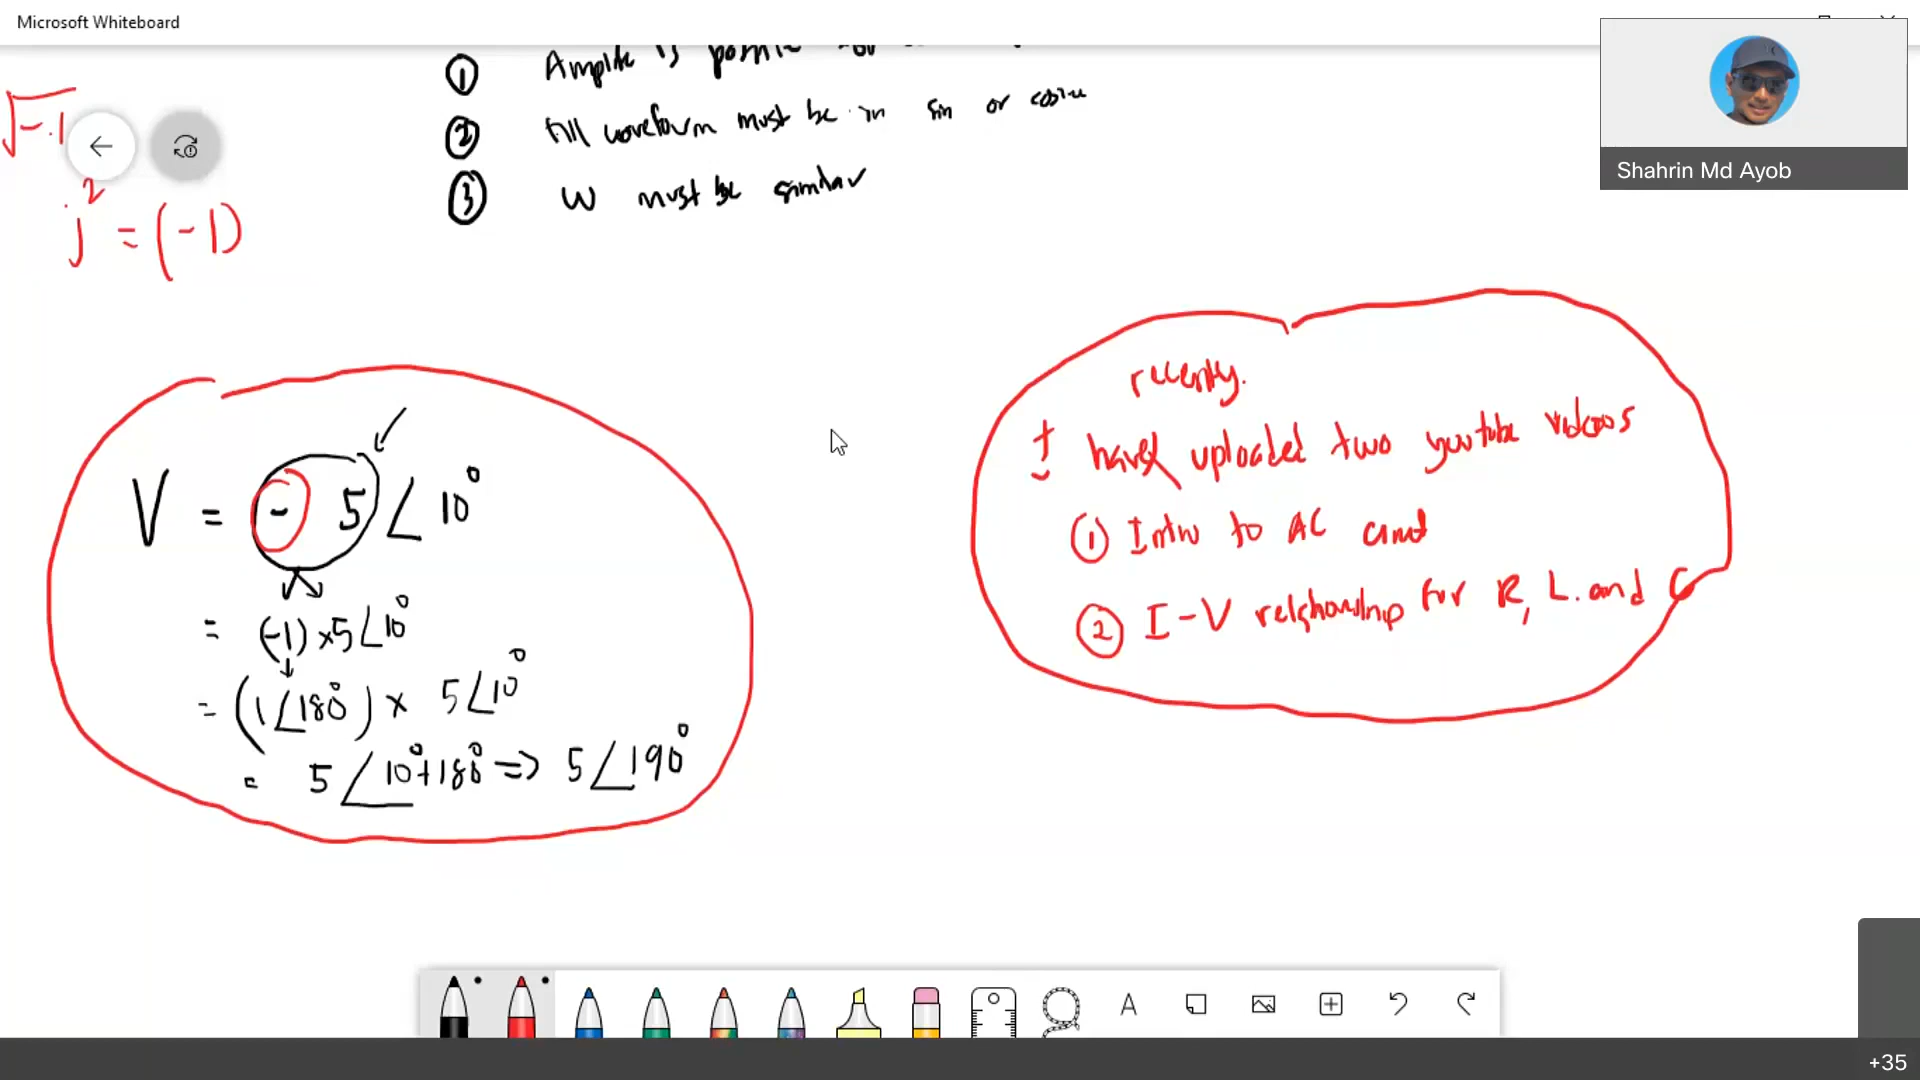 Microsoft Whiteboard
① is
② All waveform must be in sin or cosine
③ W must be similar
√-1
j² = (-1)
Shahrin Md Ayob
V = - 5∠10°
= (-1) × 5∠10°
= (1∠180°) × 5∠10°
= 5∠10°+180° => 5∠190°
recently.
I have uploaded two youtube videos
① Intro to AC
② I-V relationship for R, L. and C
A
+35